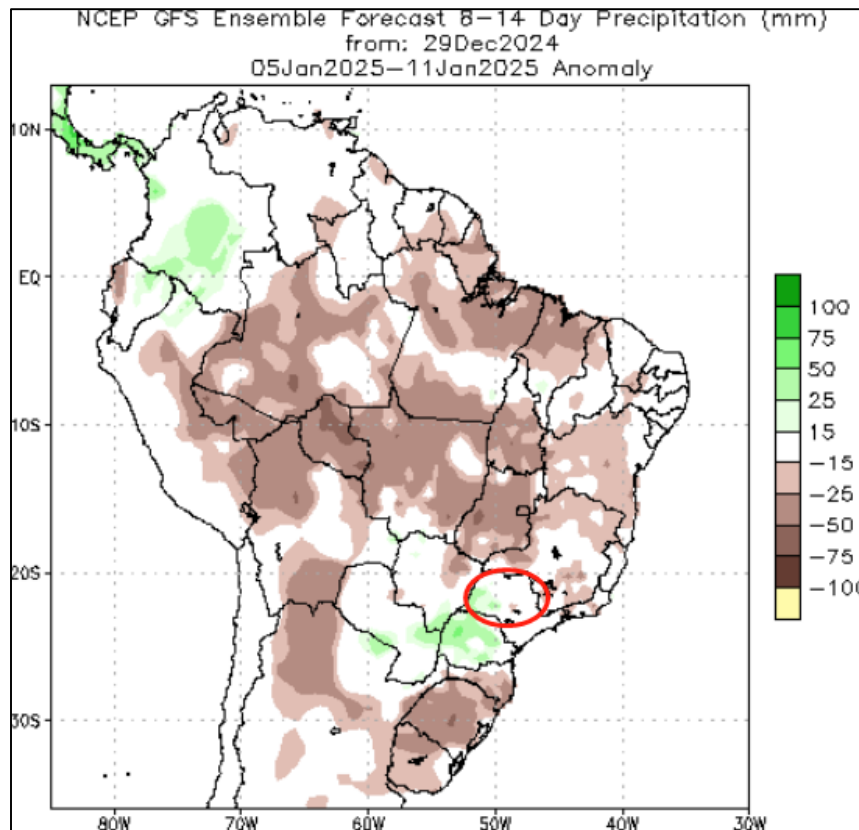 NCEP GFS Ensemble Forecast 8-14 Day Precipitation (mm)
from: 29Dec2024
05Jan2025-11Jan2025 Anomaly
10N
EQ
10S
20S
30S
80W 70W 60W 50W 40W 30W
100
75
50
25
15
-15
-25
-50
-75
-100